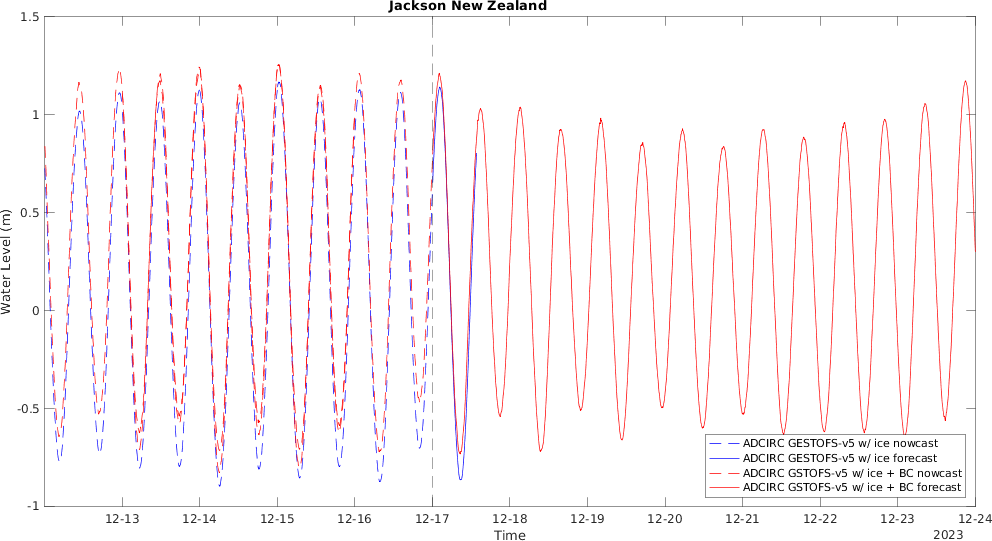 Jackson New Zealand
1.5
1
0.5
0
-0.5
-1
Water Level (m)
12-13
12-14
12-15
12-16
12-17
12-18
12-19
12-20
12-21
12-22
12-23
12-24
Time
2023
ADCIRC GESTOFS-v5 w/ ice nowcast
ADCIRC GESTOFS-v5 w/ ice forecast
ADCIRC GSTOFS-v5 w/ ice + BC nowcast
ADCIRC GSTOFS-v5 w/ ice + BC forecast